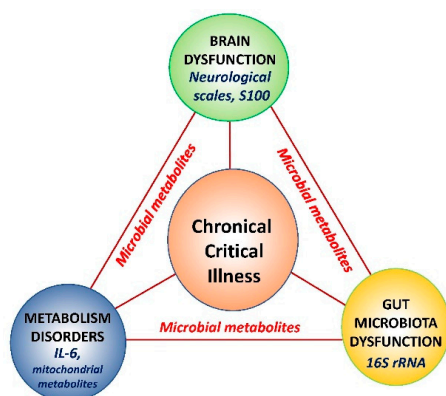 BRAIN
DYSFUNCTION
Neurological
scales, S100
Microbial metabolites
Microbial metabolites
Chronical
Critical
Illness
METABOLISM
DISORDERS
IL-6,
mitochondrial
metabolites
Microbial metabolites
GUT
MICROBIOTA
DYSFUNCTION
16S rRNA